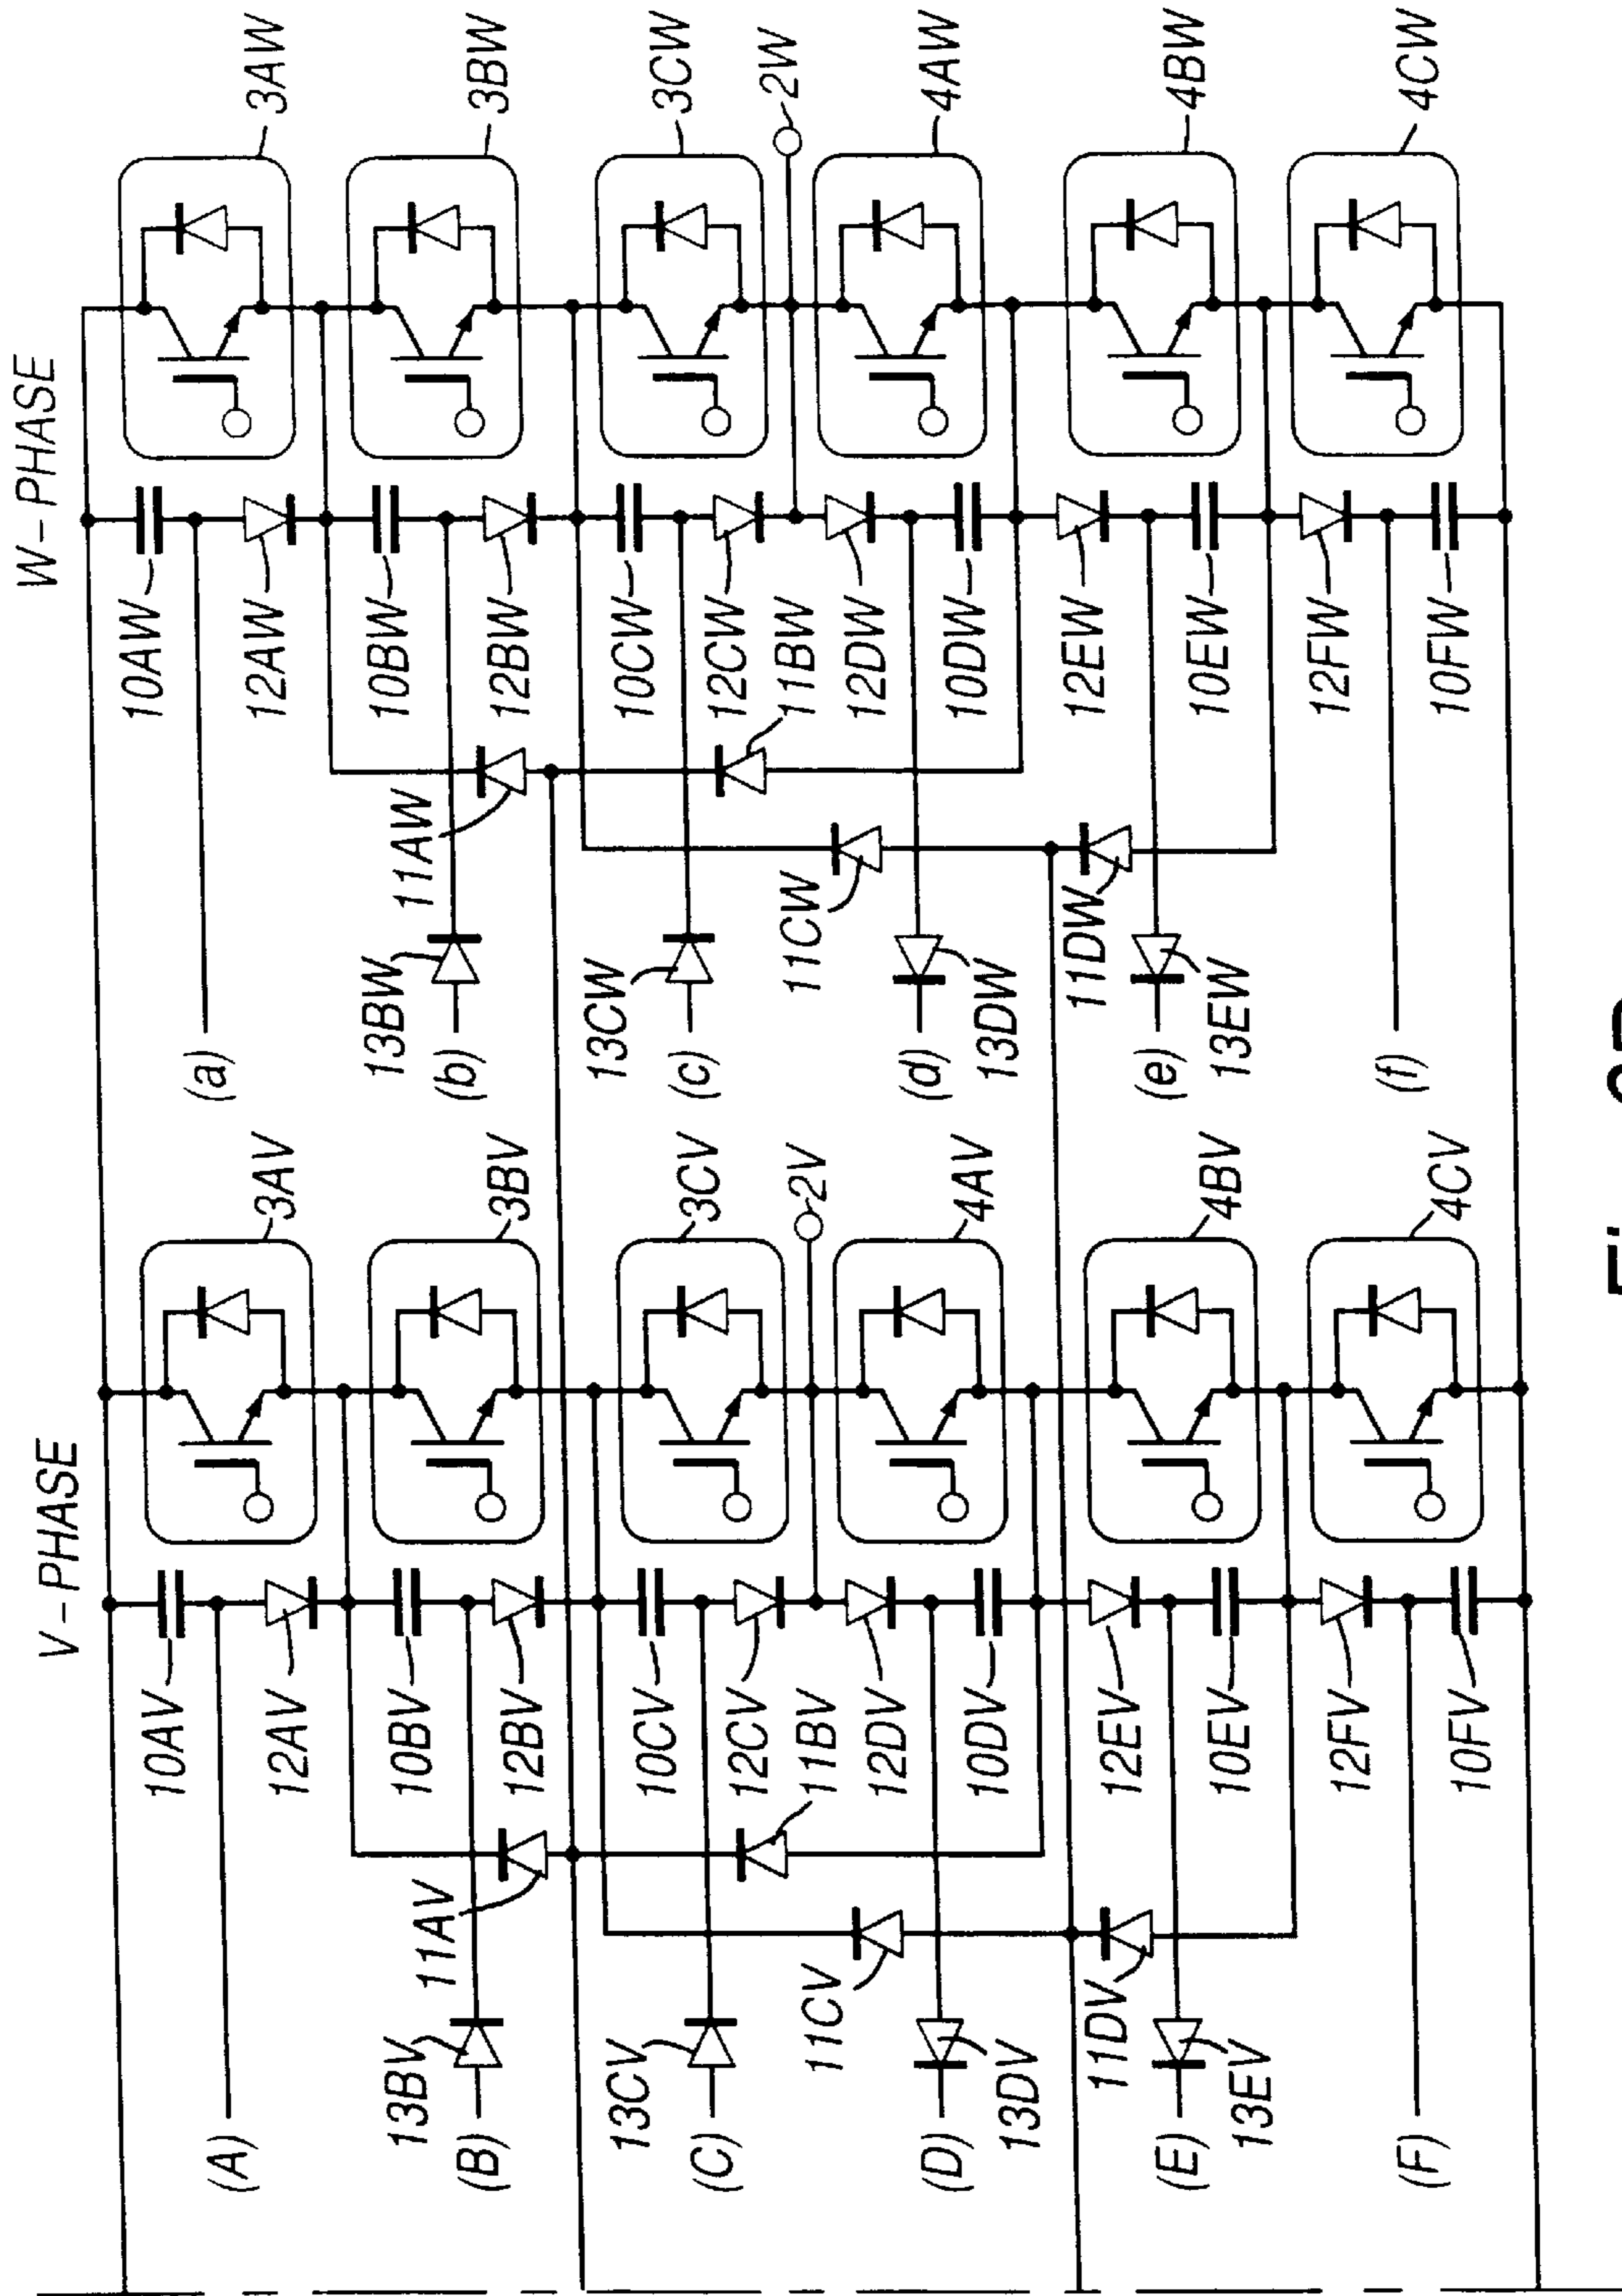 W-PHASE
3AW
3BW
3CW
2W
4AW
4BW
4CW
10AW
12AW
10BW
12BW
10CW
12CW
11BW
12DW
10DW
12EW
10EW
12FW
10FW
11AW
11CW
11DW
13BW
13CW
13DW
13EW
(a)
(b)
(c)
(d)
(e)
(f)
V-PHASE
3AV
3BV
3CV
2V
4AV
4BV
4CV
10AV
12AV
10BV
12BV
10CV
12CV
11BV
12DV
10DV
12EV
10EV
12FV
10FV
11AV
11CV
11DV
13BV
13CV
13DV
13EV
(A)
(B)
(C)
(D)
(E)
(F)